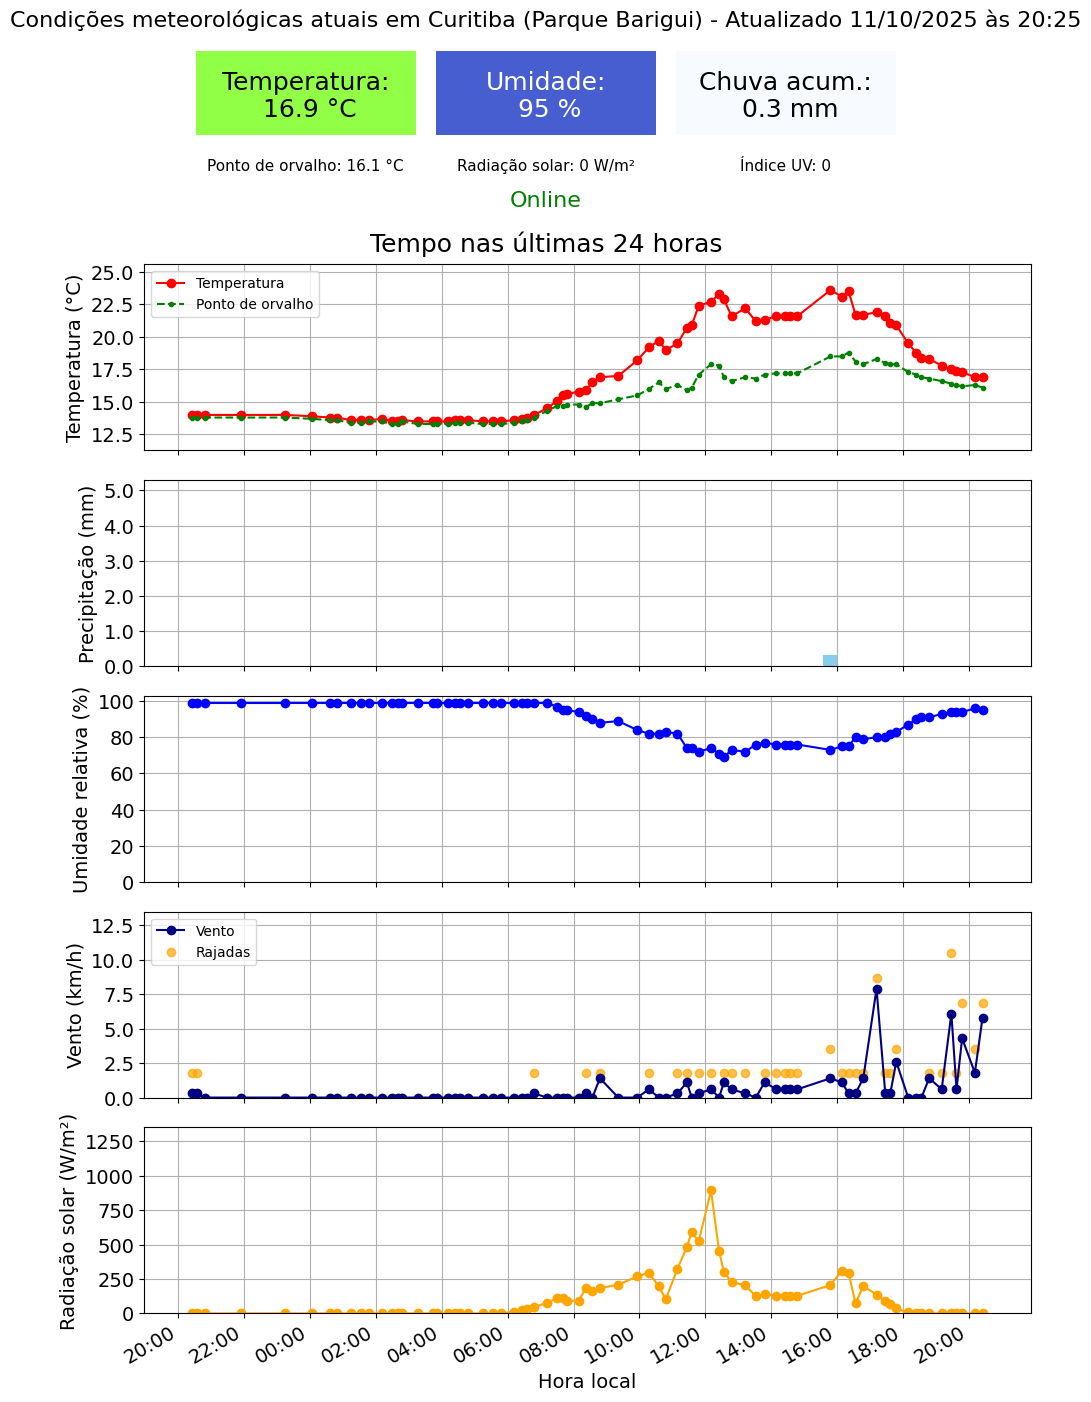 Condições meteorológicas atuais em Curitiba (Parque Barigui) - Atualizado 11/10/2025 às 20:25
Temperatura:
16.9 °C
Umidade:
95 %
Chuva acum.:
0.3 mm
Ponto de orvalho: 16.1 °C
Radiação solar: 0 W/m²
Índice UV: 0
Online
Tempo nas últimas 24 horas
Temperatura (°C)
25.0
22.5
20.0
17.5
15.0
12.5
Temperatura
Ponto de orvalho
Precipitação (mm)
5.0
4.0
3.0
2.0
1.0
0.0
Umidade relativa (%)
100
80
60
40
20
0
Vento (km/h)
12.5
10.0
7.5
5.0
2.5
0.0
Vento
Rajadas
Radiação solar (W/m²)
1250
1000
750
500
250
0
20:00
22:00
00:00
02:00
04:00
06:00
08:00
10:00
12:00
14:00
16:00
18:00
20:00
Hora local